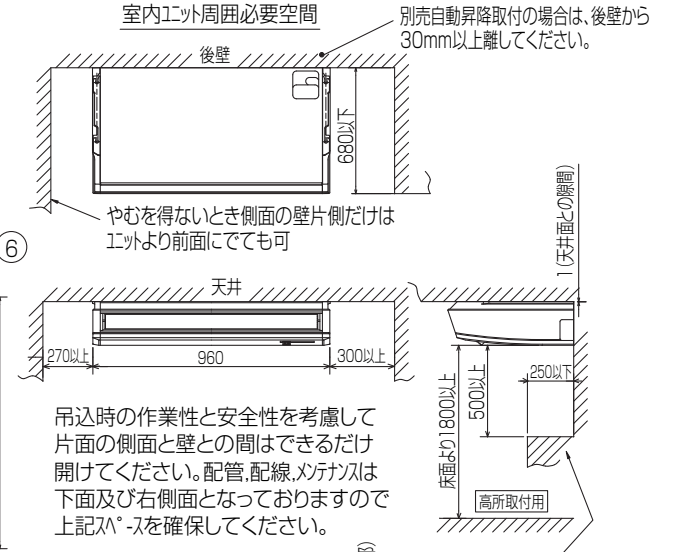 室内ユニット周囲必要空間
別売自動昇降取付の場合は、後壁から
30mm以上離してください。
後壁
680以下
やむを得ないとき側面の壁片側だけは
ユニットより前面にでても可
6
1(天井面との隙間)
天井
270以上
960
300以上
床面より1800以上
500以上
250以下
吊込時の作業性と安全性を考慮して
片面の側面と壁との間はできるだけ
開けてください。配管,配線,メンテナンスは
下面及び右側面となっておりますので
上記スペ-スを確保してください。
高所取付用